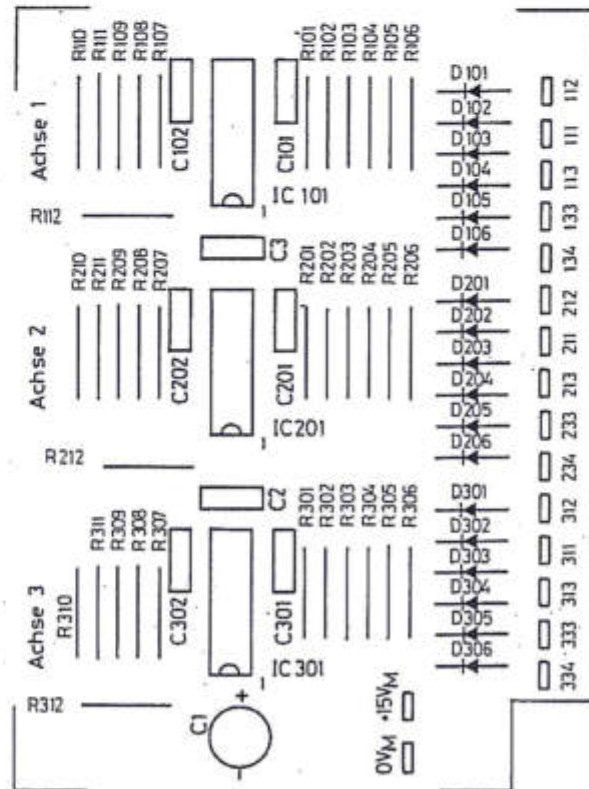 Achse 1
R110
R111
R109
R108
R107
C102
IC 101
C101
R101
R102
R103
R104
R105
R106
R112
C3
D101
D102
D103
D104
D105
D106
112
111
113
133
134
Achse 2
R210
R211
R209
R208
R207
C202
IC201
C201
R201
R202
R203
R204
R205
R206
R212
C2
D201
D202
D203
D204
D205
D206
212
211
213
233
234
Achse 3
R310
R311
R309
R308
R307
C302
IC301
C301
R301
R302
R303
R304
R305
R306
R312
C1
+
-
D301
D302
D303
D304
D305
D306
312
311
313
333
334
+15VM
0VM